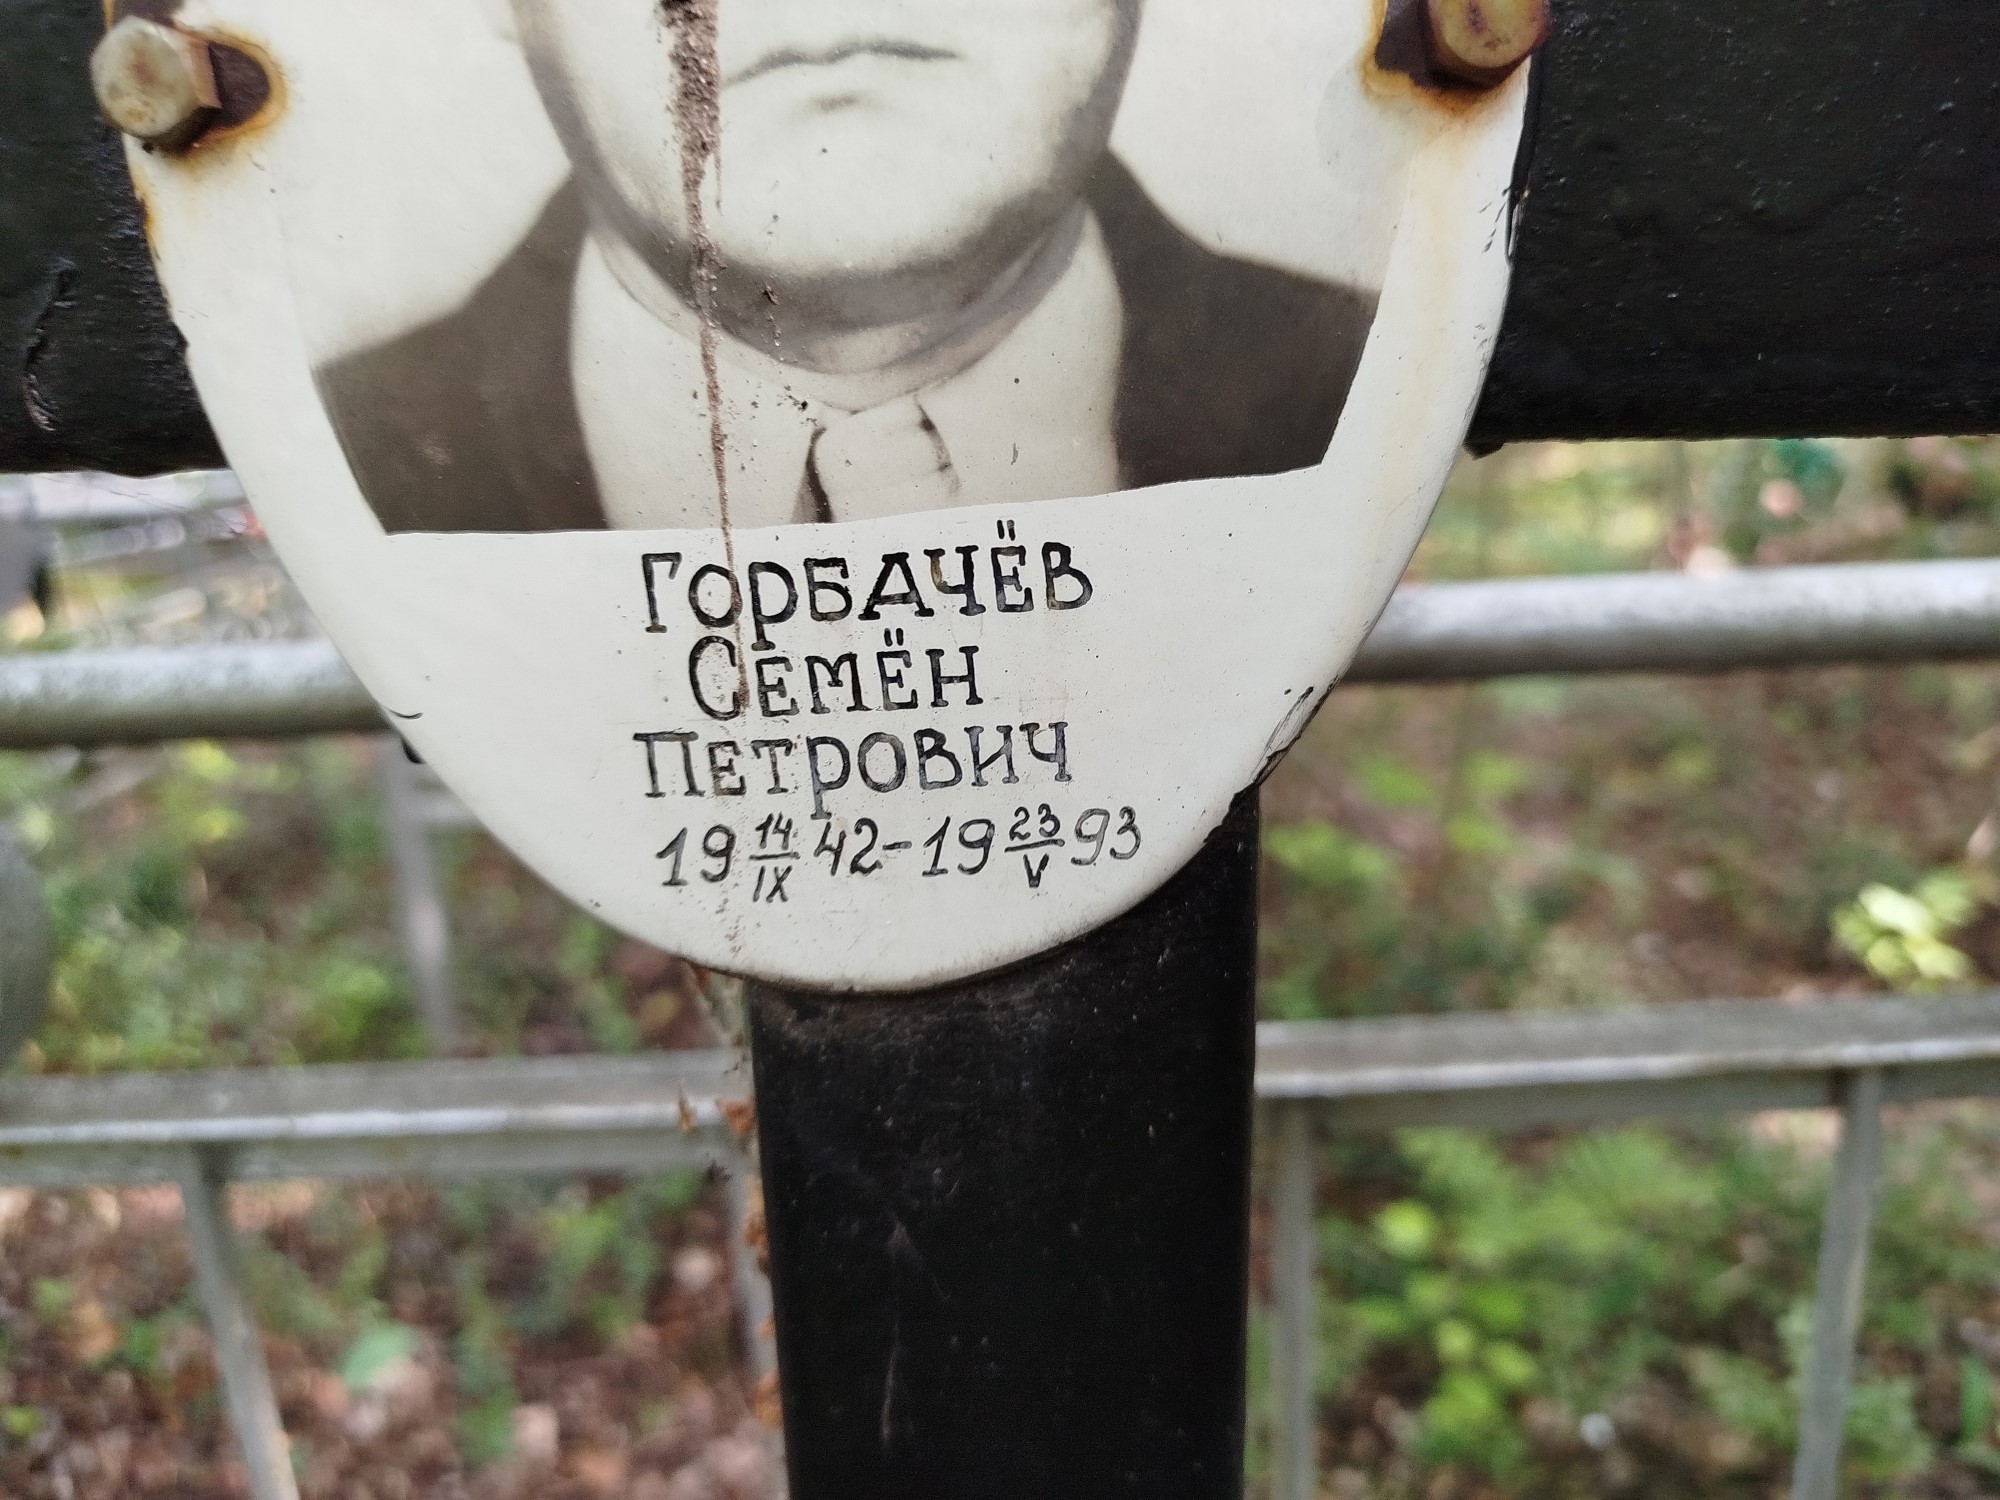 ГОРБАЧЁВ
СЕМЁН
ПЕТРОВИЧ
19 14/IX 42-19 23/V 93